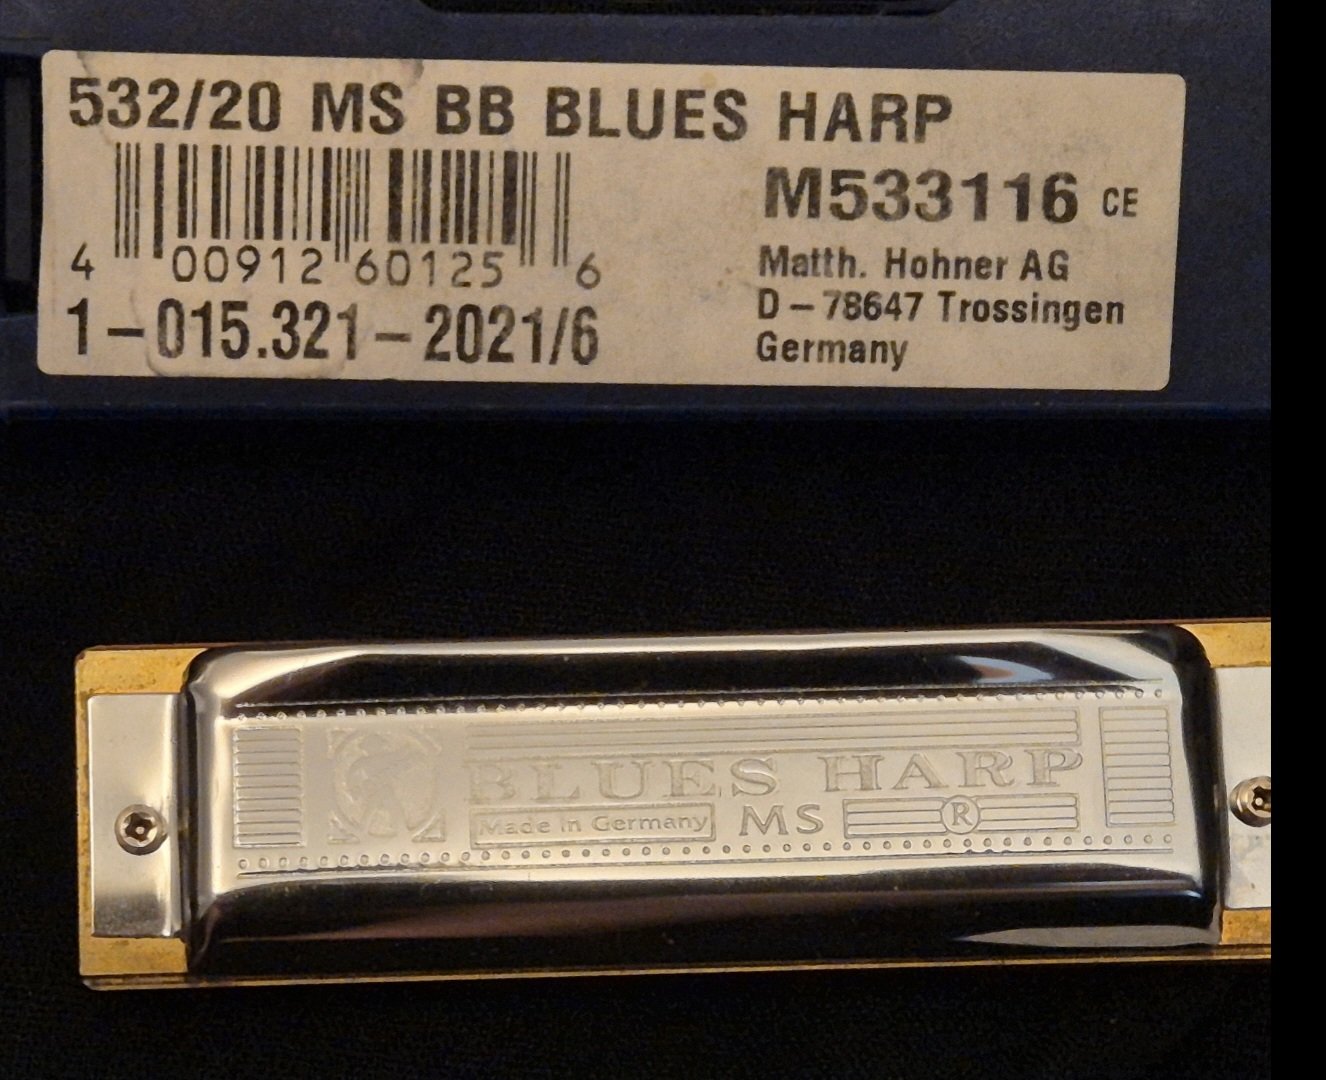 532/20 MS BB BLUES HARP
M533116 CE
4 00912 60125 6
Matth. Hohner AG
1-015.321-2021/6
D-78647 Trossingen
Germany
BLUES HARP
Made in Germany MS ®